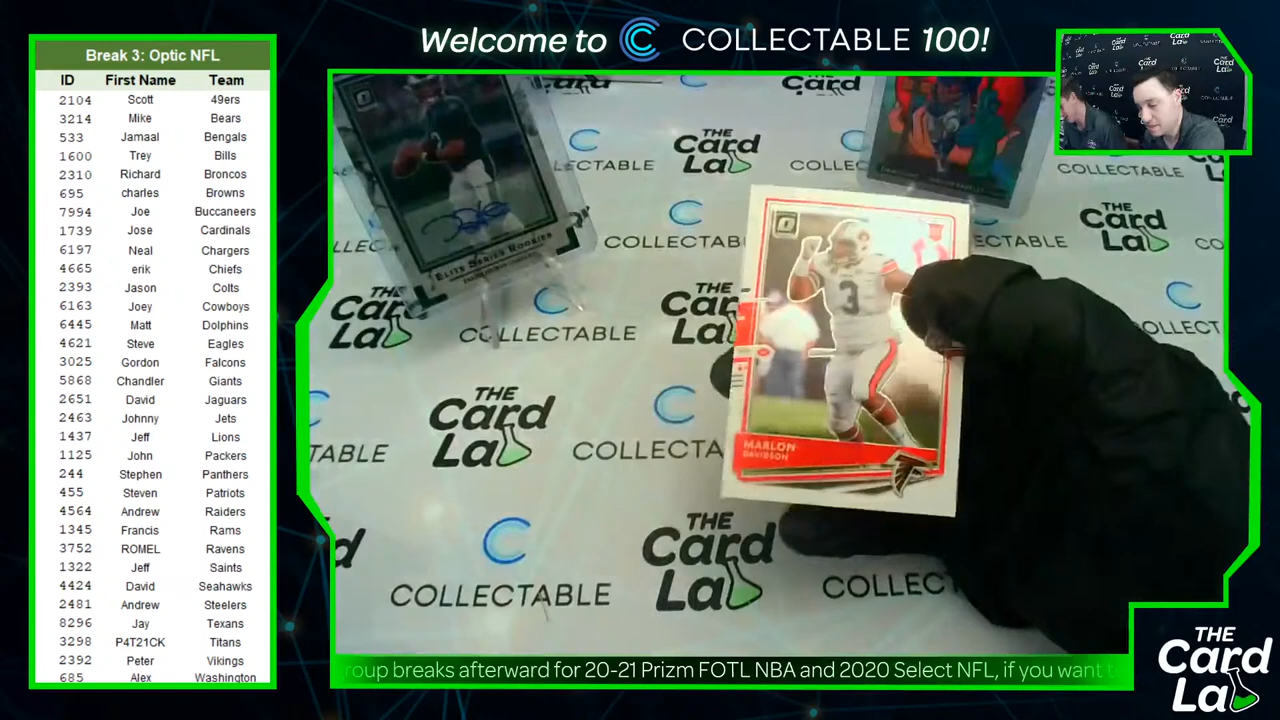 Welcome to COLLECTABLE 100!
Break 3: Optic NFL
ID First Name Team
2104 Scott 49ers
3214 Mike Bears
533 Jamaal Bengals
1600 Trey Bills
2310 Richard Broncos
695 charles Browns
7994 Joe Buccaneers
1739 Jose Cardinals
6197 Neal Chargers
4665 erik Chiefs
2393 Jason Colts
6163 Joey Cowboys
6445 Matt Dolphins
4621 Steve Eagles
3025 Gordon Falcons
5868 Chandler Giants
2651 David Jaguars
2463 Johnny Jets
1437 Jeff Lions
1125 John Packers
244 Stephen Panthers
455 Steven Patriots
4564 Andrew Raiders
1345 Francis Rams
3752 ROMEL Ravens
1322 Jeff Saints
4424 David Seahawks
2481 Andrew Steelers
8296 Jay Texans
3298 P4T21CK Titans
2392 Peter Vikings
685 Alex Washington
ELITE SERIES ROOKIES
THE
Card
Lab
COLLECTABLE
3
MARLON
DAVIDSON
THE
Card
Lab
COLLECTABLE
THE
Card
Lab
COLLECTABLE
roup breaks afterward for 20-21 Prizm FOTL NBA and 2020 Select NFL, if you want
THE
Card
Lab